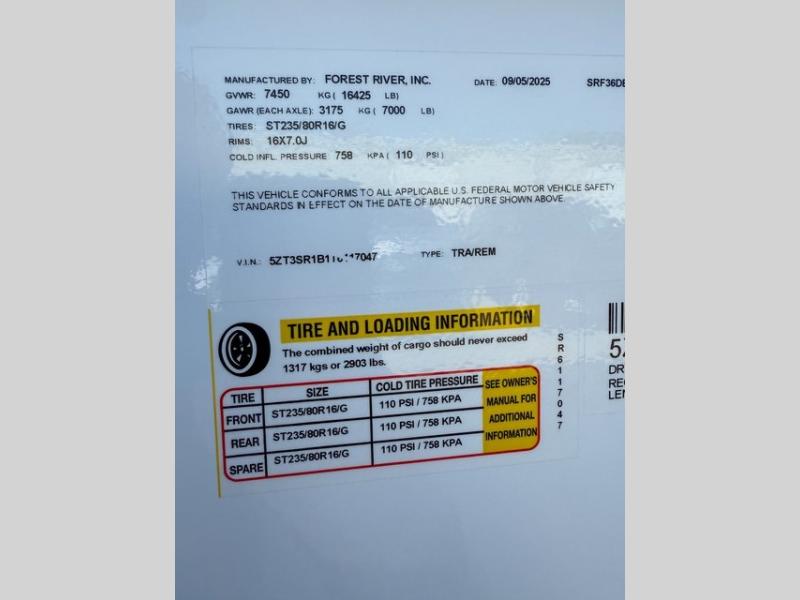 MANUFACTURED BY: FOREST RIVER, INC. DATE: 09/05/2025 SRF36DB
GVWR: 7450 KG ( 16425 LB)
GAWR (EACH AXLE): 3175 KG ( 7000 LB)
TIRES: ST235/80R16/G
RIMS: 16X7.0J
COLD INFL. PRESSURE 758 KPA ( 110 PSI )
THIS VEHICLE CONFORMS TO ALL APPLICABLE U.S. FEDERAL MOTOR VEHICLE SAFETY
STANDARDS IN EFFECT ON THE DATE OF MANUFACTURE SHOWN ABOVE.
V.I.N.: TYPE: TRA/REM
TIRE AND LOADING INFORMATION
The combined weight of cargo should never exceed
1317 kgs or 2903 lbs.
TIRE SIZE COLD TIRE PRESSURE SEE OWNER'S MANUAL FOR ADDITIONAL INFORMATION
FRONT ST235/80R16/G 110 PSI / 758 KPA
REAR ST235/80R16/G 110 PSI / 758 KPA
SPARE ST235/80R16/G 110 PSI / 758 KPA
SR6117047
DR
REC
LEN